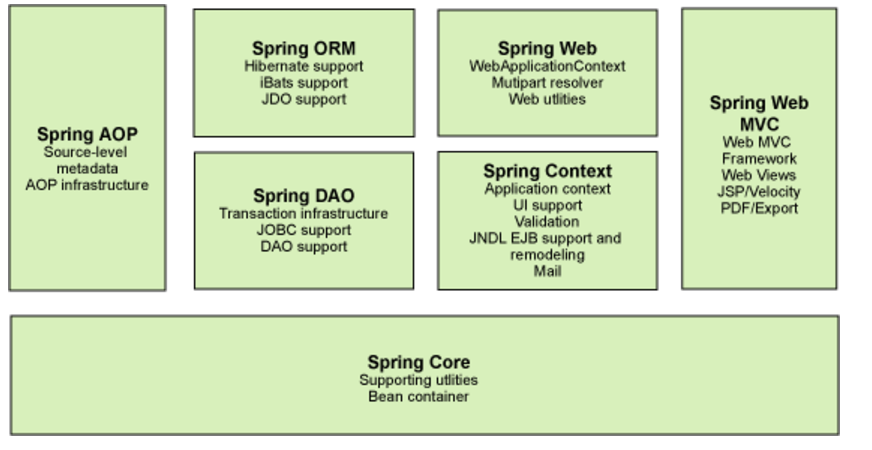 Spring AOP
Source-level
metadata
AOP infrastructure
Spring ORM
Hibernate support
iBats support
JDO support
Spring DAO
Transaction infrastructure
JOBC support
DAO support
Spring Web
WebApplicationContext
Mutipart resolver
Web utlities
Spring Context
Application context
UI support
Validation
JNDL EJB support and
remodeling
Mail
Spring Web
MVC
Web MVC
Framework
Web Views
JSP/Velocity
PDF/Export
Spring Core
Supporting utlities
Bean container